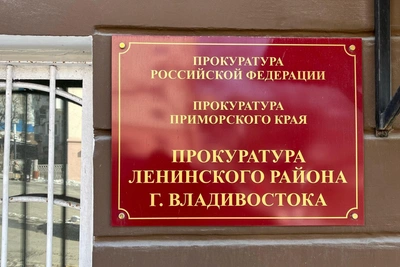 ПРОКУРАТУРА
РОССИЙСКОЙ ФЕДЕРАЦИИ
ПРОКУРАТУРА
ПРИМОРСКОГО КРАЯ
ПРОКУРАТУРА
ЛЕНИНСКОГО РАЙОНА
Г. ВЛАДИВОСТОКА